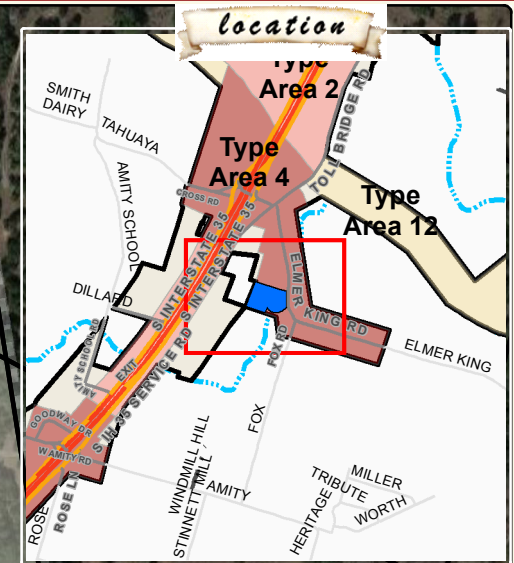 location
Type
Area 2
TOLL BRIDGE RD
SMITH
DAIRY
TAHUAYA
Type
Area 4
AMITY SCHOOL
CROSS RD
Type
Area 12
S INTERSTATE 35
S INTERSTATE 35
ELMER
KING RD
DILLARD
FOX RD
ELMER KING
EXIT
S IH 35 SERVICE RD
GOODWAY DR
W AMITY RD
FOX
WINDMILL HILL
STINNETT MILL
AMITY
MILLER
TRIBUTE
WORTH
HERITAGE
ROSE
ROSE LN